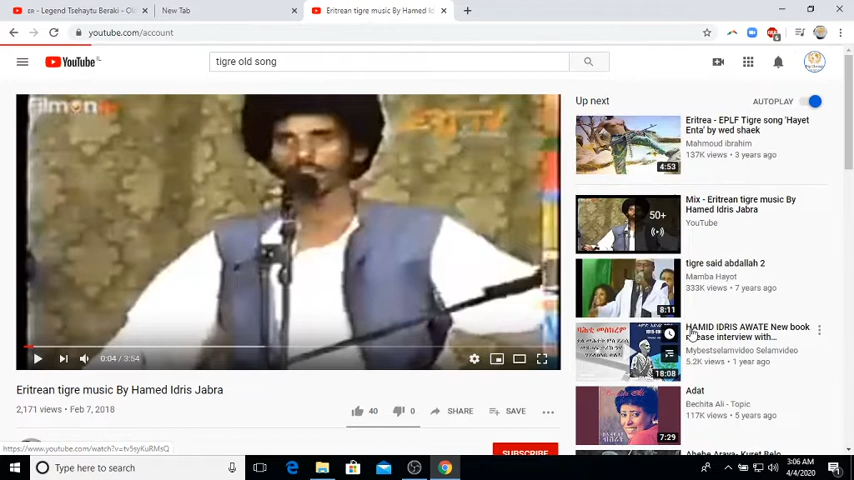 ER - Legend Tsehaytu Beraki - Ol
New Tab
Eritrean tigre music By Hamed Id
youtube.com/account
YouTube
tigre old song
Filmon
Up next
AUTOPLAY
Eritrea - EPLF Tigre song 'Hayet
Enta' by wed shaek
Mahmoud ibrahim
137K views • 3 years ago
4:53
Mix - Eritrean tigre music By
Hamed Idris Jabra
YouTube
50+
tigre said abdallah 2
Mamba Hayot
333K views • 7 years ago
8:11
HAMID IDRIS AWATE New book
ease interview with...
Mybestselamvideo Selamvideo
5.2K views • 1 year ago
18:08
Adat
Bechita Ali - Topic
117K views • 5 years ago
7:29
0:04 / 3:54
Eritrean tigre music By Hamed Idris Jabra
2,171 views • Feb 7, 2018
40
0
SHARE
SAVE
SUBSCRIBE
https://www.youtube.com/watch?v=tv5yKuRMsQ
Type here to search
3:06 AM
4/4/2020